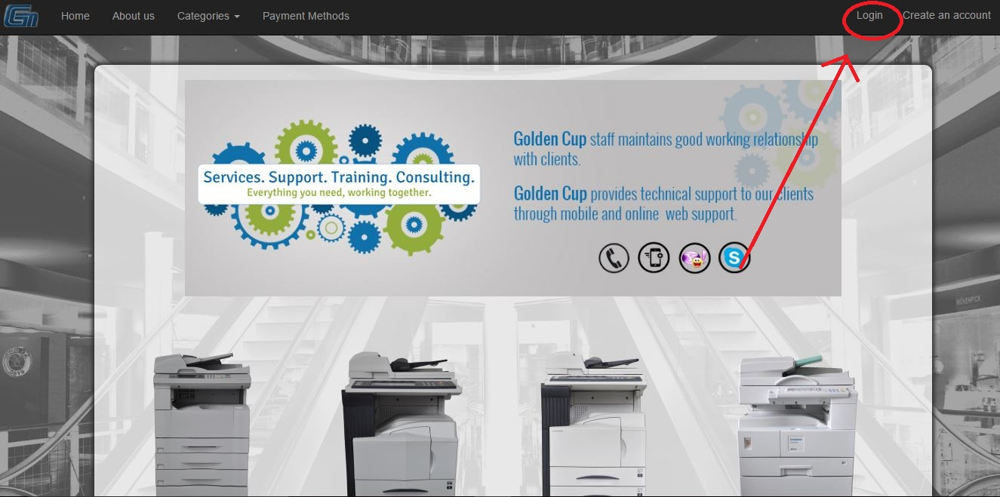 Home About us Categories Payment Methods Login Create an account
Services. Support. Training. Consulting.
Everything you need, working together.
Golden Cup staff maintains good working relationship
with clients.
Golden Cup provides technical support to our clients
through mobile and online web support.
S
MÖVENPICK